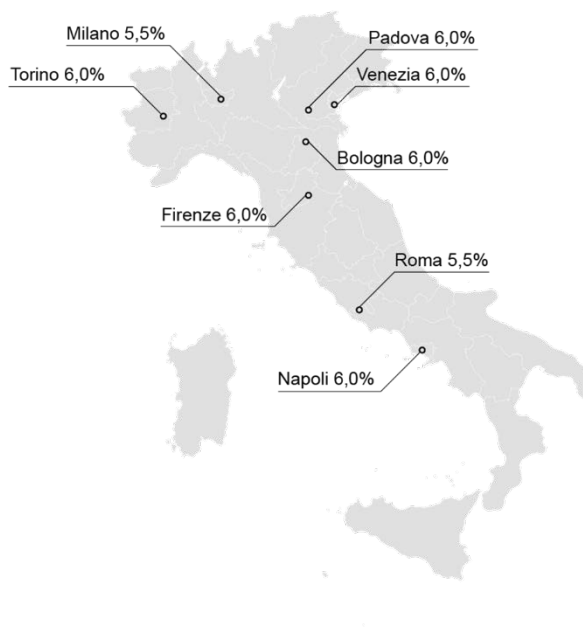 Milano 5,5%
Padova 6,0%
Torino 6,0%
Venezia 6,0%
Bologna 6,0%
Firenze 6,0%
Roma 5,5%
Napoli 6,0%